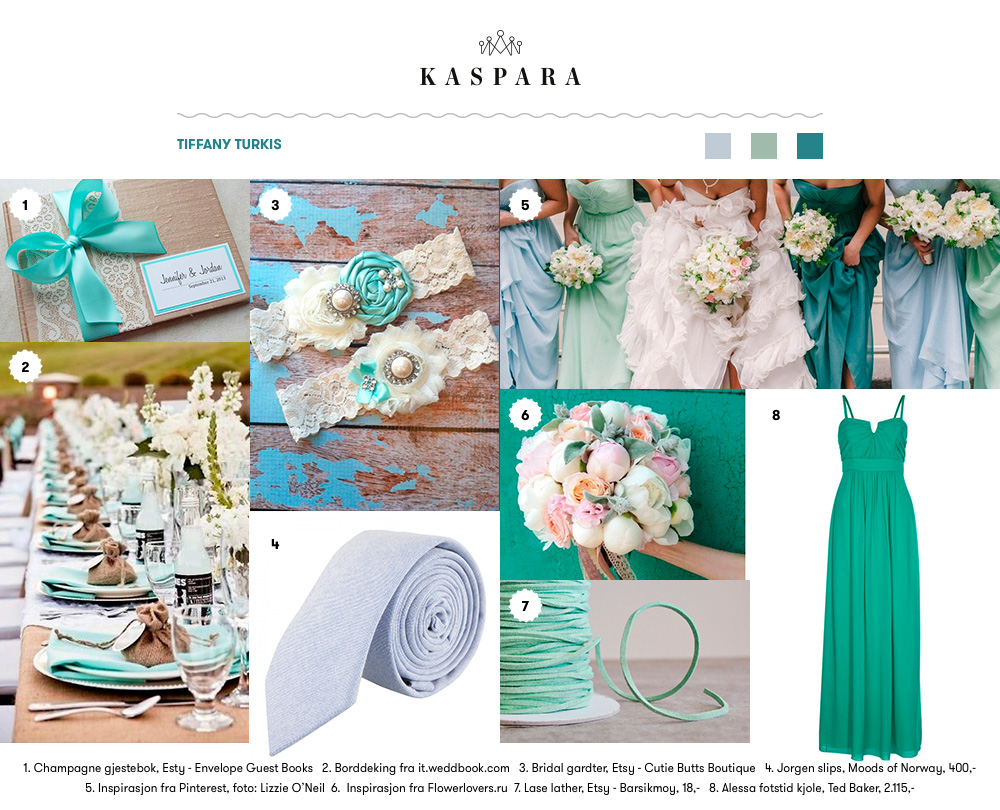 KASPARA
TIFFANY TURKIS
1
Jennifer & Jordan
September 21, 2013
2
3
4
5
6
7
8
1. Champagne gjestebok, Esty - Envelope Guest Books 2. Borddeking fra it.weddbook.com 3. Bridal gardter, Etsy - Cutie Butts Boutique 4. Jorgen slips, Moods of Norway, 400,-
5. Inspirasjon fra Pinterest, foto: Lizzie O'Neil 6. Inspirasjon fra Flowerlovers.ru 7. Lase lather, Etsy - Barsikmoy, 18,- 8. Alessa fotstid kjole, Ted Baker, 2.115,-